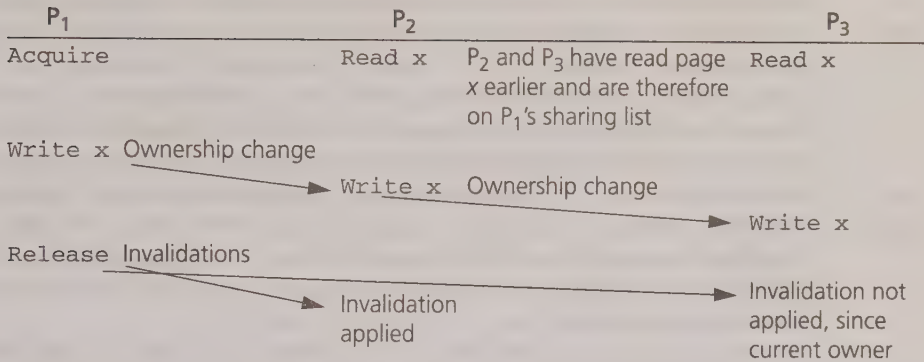 P1 P2 P3
Acquire Read x P2 and P3 have read page Read x
x earlier and are therefore
on P1's sharing list
Write x Ownership change
Write x Ownership change
Write x
Release Invalidations
Invalidation Invalidation not
applied applied, since
current owner